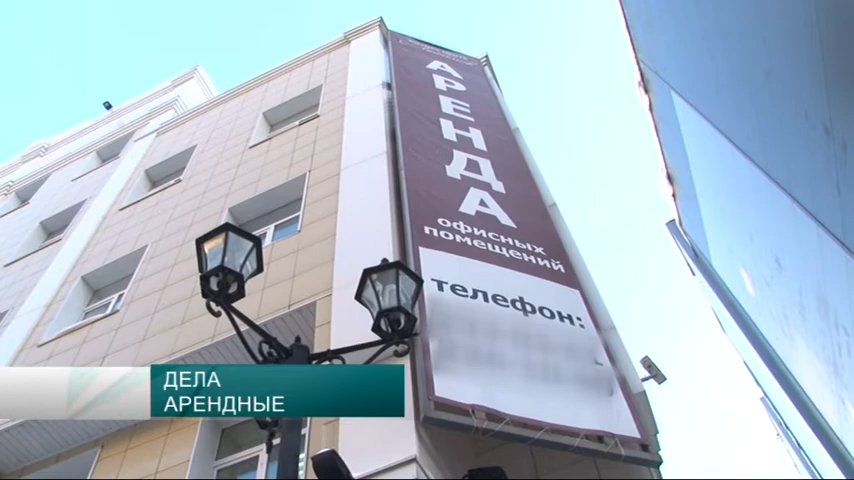 АРЕНДА
офисных
помещений
телефон:
ДЕЛА
АРЕНДНЫЕ